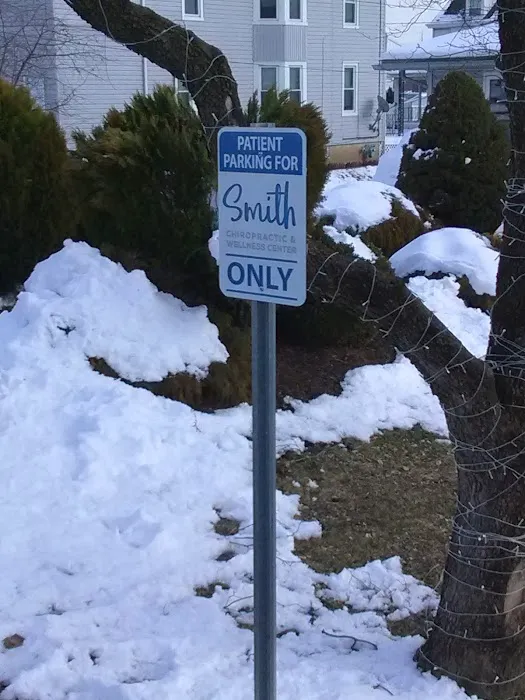 PATIENT
PARKING FOR
Smith
CHIROPRACTIC &
WELLNESS CENTER
ONLY